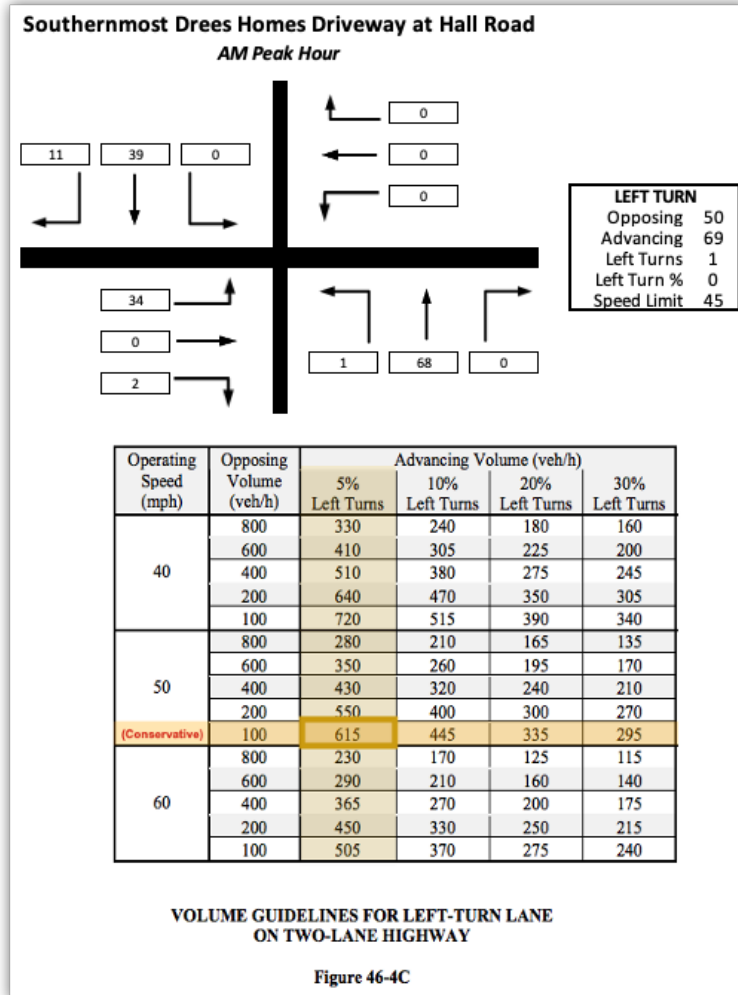 Southernmost Drees Homes Driveway at Hall Road
AM Peak Hour
0
11 39 0
0
0
LEFT TURN
Opposing 50
Advancing 69
Left Turns 1
Left Turn % 0
Speed Limit 45
34
0
2
1 68 0
Operating Speed (mph) Opposing Volume (veh/h) Advancing Volume (veh/h)
5% Left Turns 10% Left Turns 20% Left Turns 30% Left Turns
800 330 240 180 160
600 410 305 225 200
40 400 510 380 275 245
200 640 470 350 305
100 720 515 390 340
800 280 210 165 135
600 350 260 195 170
50 400 430 320 240 210
200 550 400 300 270
(Conservative) 100 615 445 335 295
800 230 170 125 115
600 290 210 160 140
60 400 365 270 200 175
200 450 330 250 215
100 505 370 275 240
VOLUME GUIDELINES FOR LEFT-TURN LANE
ON TWO-LANE HIGHWAY
Figure 46-4C